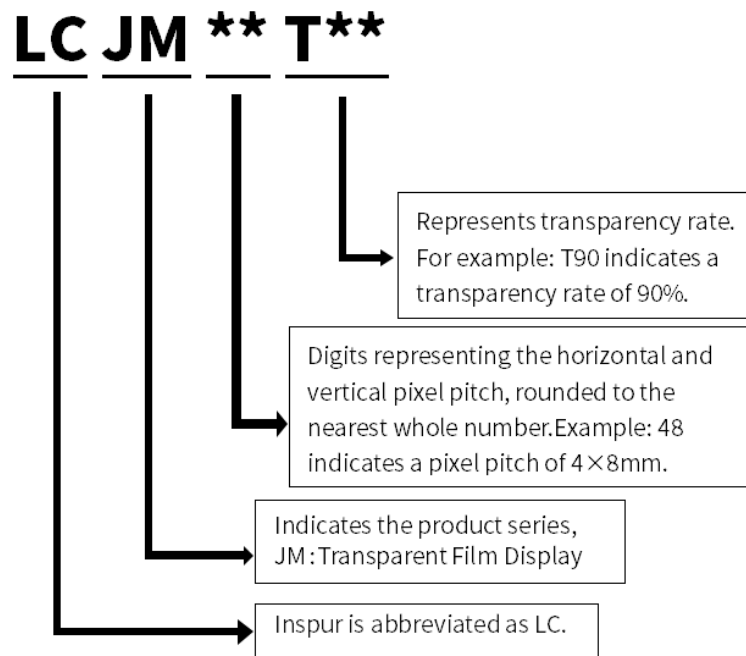 LC JM ** T**
Represents transparency rate.
For example: T90 indicates a
transparency rate of 90%.
Digits representing the horizontal and
vertical pixel pitch, rounded to the
nearest whole number.Example: 48
indicates a pixel pitch of 4×8mm.
Indicates the product series,
JM:Transparent Film Display
Inspur is abbreviated as LC.